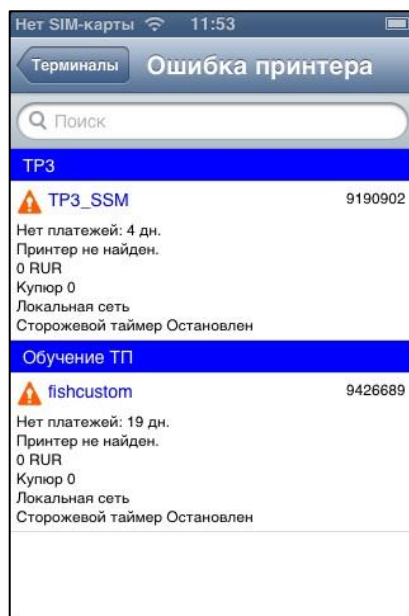 Нет SIM-карты 11:53
Терминалы Ошибка принтера
Поиск
ТР3
TP3_SSM 9190902
Нет платежей: 4 дн.
Принтер не найден.
0 RUR
Купюр 0
Локальная сеть
Сторожевой таймер Остановлен
Обучение ТП
fishcustom 9426689
Нет платежей: 19 дн.
Принтер не найден.
0 RUR
Купюр 0
Локальная сеть
Сторожевой таймер Остановлен